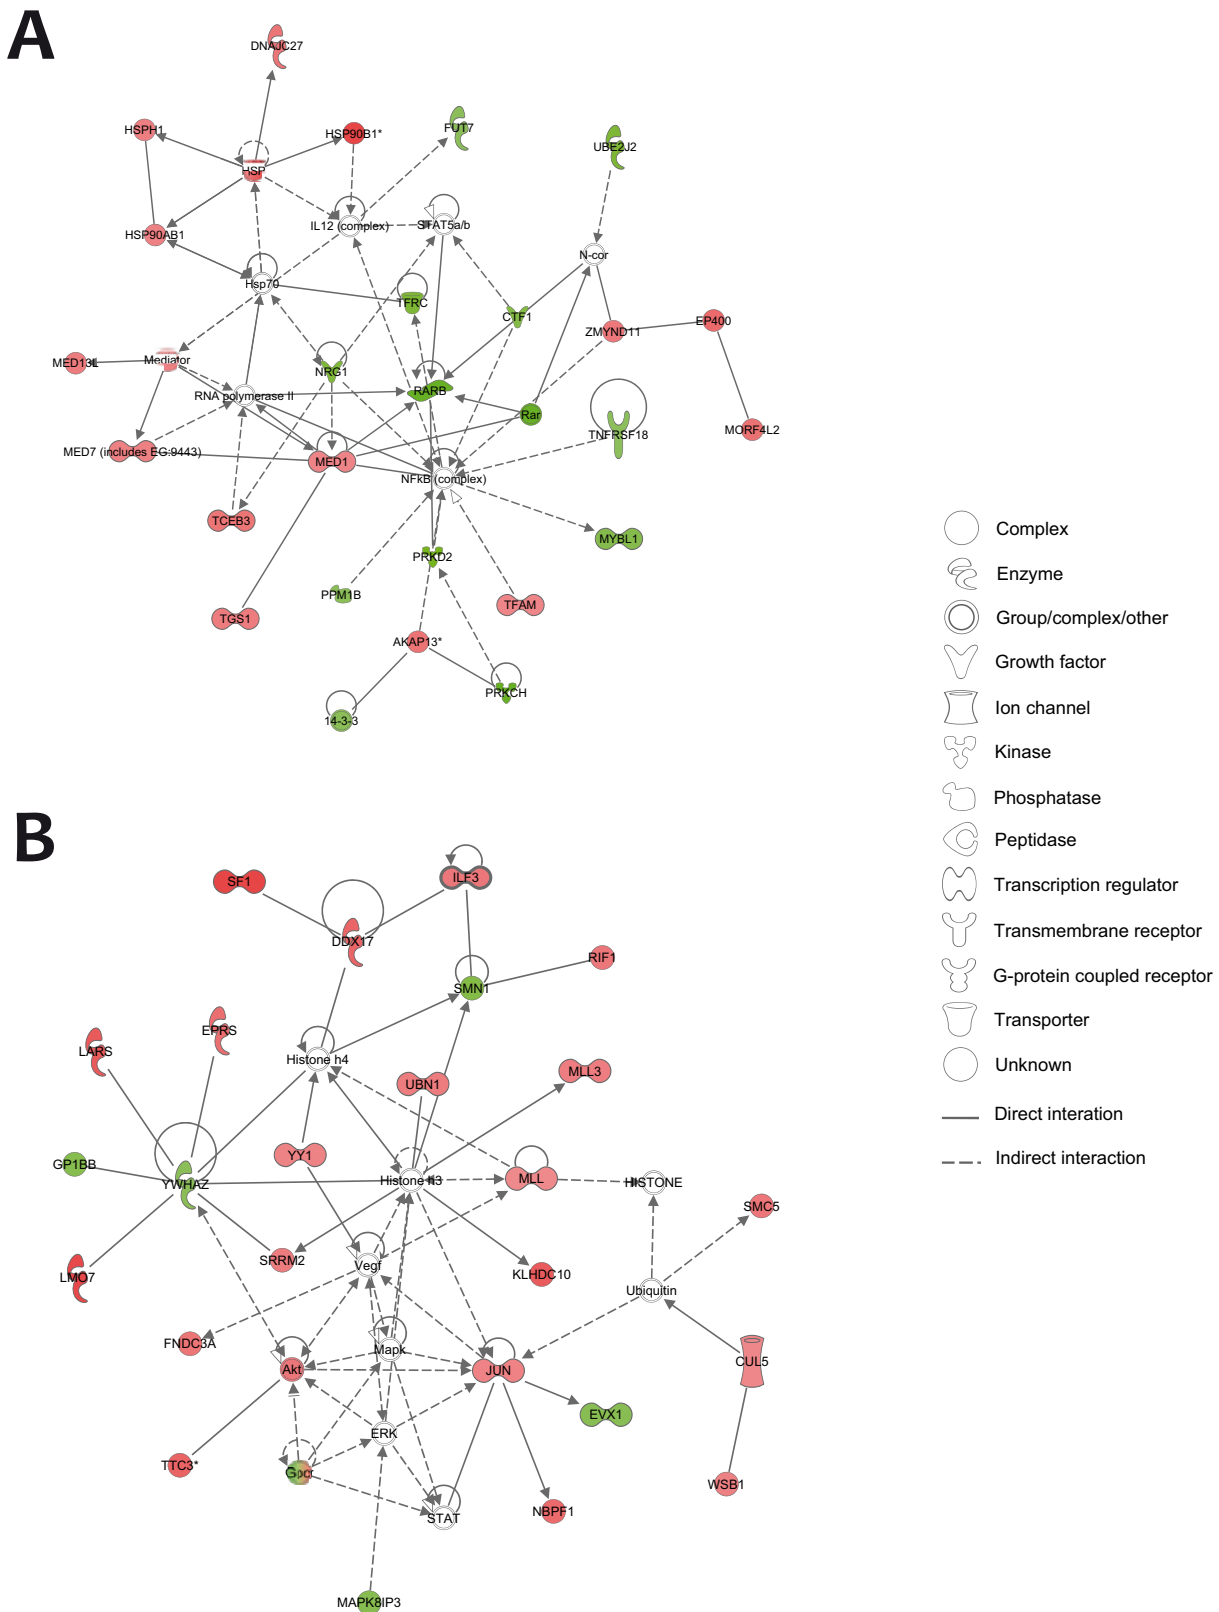 A
DNAJC27
HSPH1
HSP90B1*
FUT7
UBE2J2
HSP
IL12 (complex)
STAT5a/b
HSP90AB1
N-cor
Hsp70
TFRC
CTF1
ZMYND11
EP400
MED13L
Mediator
NRG1
RARB
RNA polymerase II
Rar
TNFRSF18
MORF4L2
MED7 (includes EG:9443)
MED1
NFkB (complex)
TCEB3
MYBL1
PRKD2
PPM1B
TFAM
TGS1
AKAP13*
PRKCH
14-3-3
Complex
Enzyme
Group/complex/other
Growth factor
Ion channel
Kinase
Phosphatase
Peptidase
Transcription regulator
Transmembrane receptor
G-protein coupled receptor
Transporter
Unknown
Direct interation
Indirect interaction
B
SF1
ILF3
DDX17
RIF1
SMN1
EPRS
LARS
Histone h4
MLL3
UBN1
YY1
GP1BB
YWHAZ
Histone h3
MLL
HISTONE
SMC5
SRRM2
Vegf
KLHDC10
LMO7
Ubiquitin
FNDC3A
Mapk
Akt
JUN
CUL5
EVX1
ERK
TTC3*
Gpcr
WSB1
NBPF1
STAT
MAPK8IP3